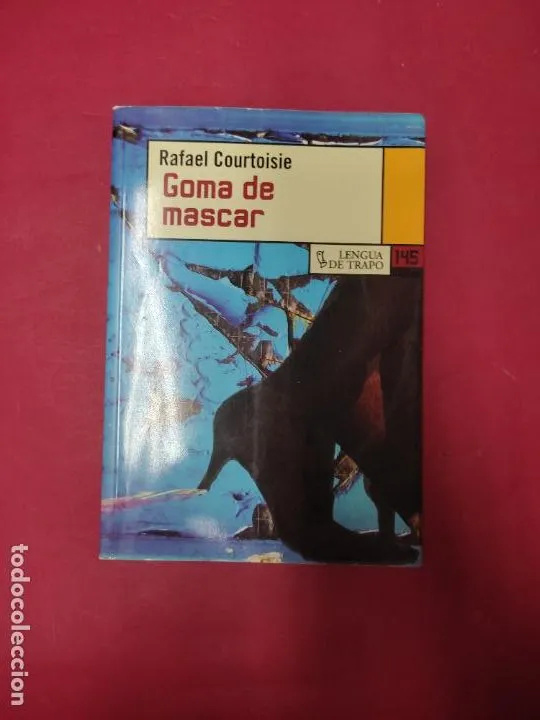 Rafael Courtoisie
Goma de
mascar
LENGUA
DE TRAPO
145
todocoleccion